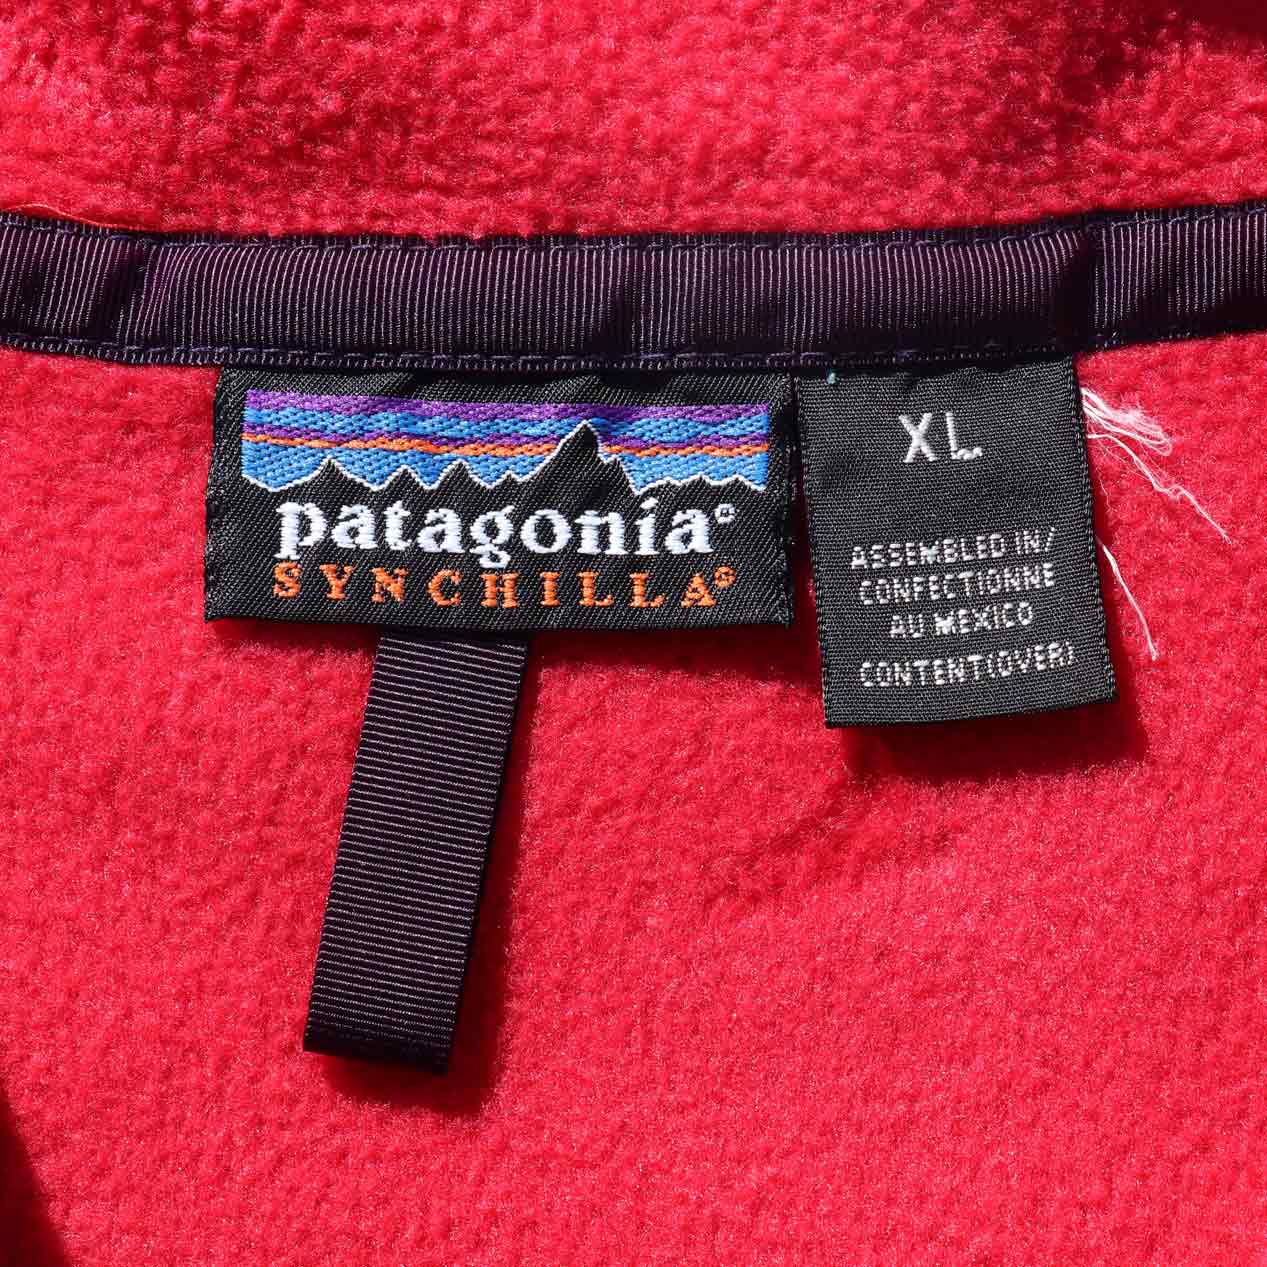 patagonia®
SYNCHILLA®
XL
ASSEMBLED IN/
CONFECTIONNE
AU MEXICO
CONTENT(OVER)